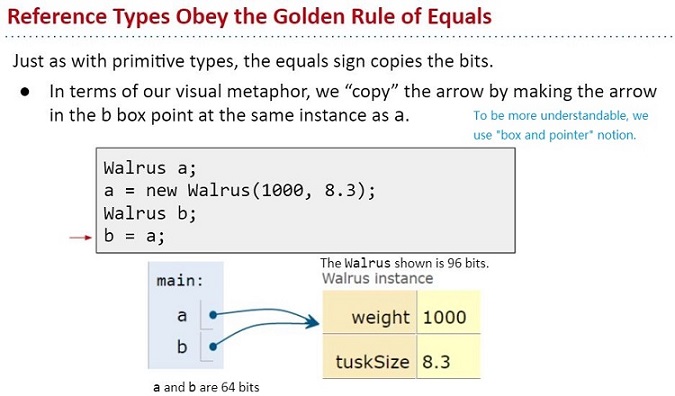 Reference Types Obey the Golden Rule of Equals
Just as with primitive types, the equals sign copies the bits.
● In terms of our visual metaphor, we “copy” the arrow by making the arrow
in the b box point at the same instance as a.
To be more understandable, we
use "box and pointer" notion.
Walrus a;
a = new Walrus(1000, 8.3);
Walrus b;
b = a;
The Walrus shown is 96 bits.
Walrus instance
main:
a
b
weight 1000
tuskSize 8.3
a and b are 64 bits